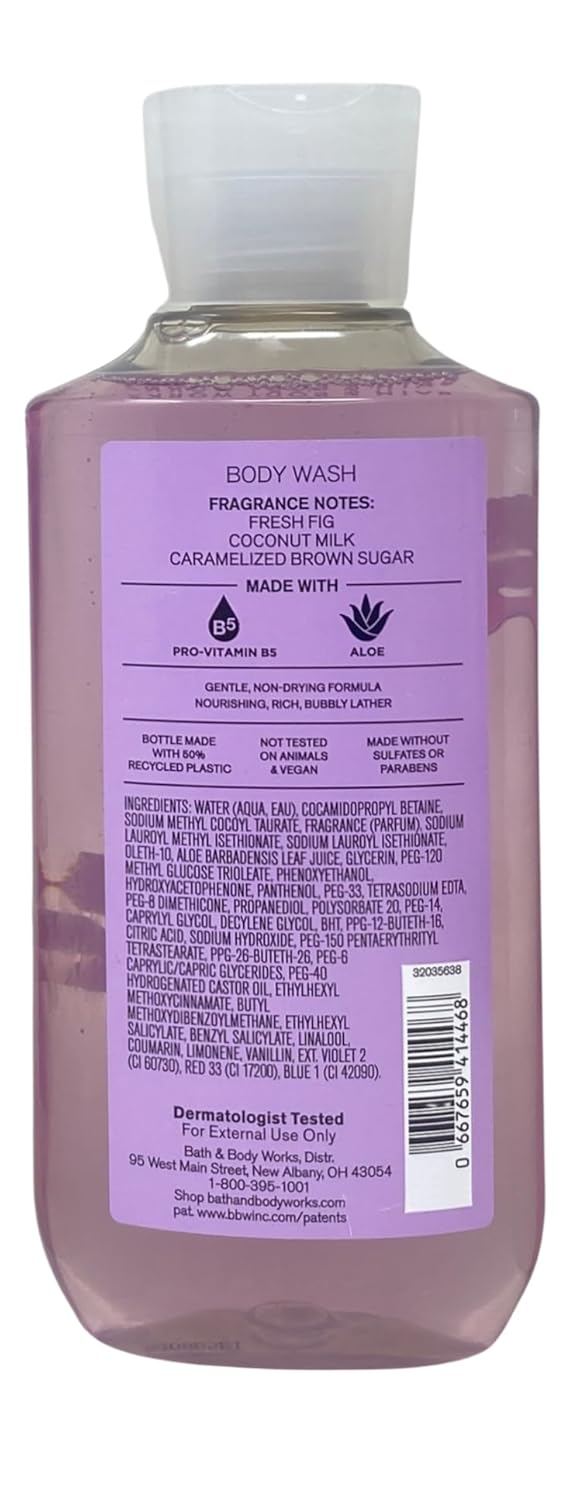 BODY WASH
FRAGRANCE NOTES:
FRESH FIG
COCONUT MILK
CARAMELIZED BROWN SUGAR
MADE WITH
B5
PRO-VITAMIN B5
ALOE
GENTLE, NON-DRYING FORMULA
NOURISHING, RICH, BUBBLY LATHER
BOTTLE MADE
WITH 50%
RECYCLED PLASTIC
NOT TESTED
ON ANIMALS
& VEGAN
MADE WITHOUT
SULFATES OR
PARABENS
INGREDIENTS: WATER (AQUA, EAU), COCAMIDOPROPYL BETAINE,
SODIUM METHYL COCOYL TAURATE, FRAGRANCE (PARFUM), SODIUM
LAUROYL METHYL ISETHIONATE, SODIUM LAUROYL ISETHIONATE,
OLETH-10, ALOE BARBADENSIS LEAF JUICE, GLYCERIN, PEG-120
METHYL GLUCOSE TRIOLEATE, PHENOXYETHANOL,
HYDROXYACETOPHENONE, PANTHENOL, PEG-33, TETRASODIUM EDTA,
PEG-8 DIMETHICONE, PROPANEDIOL, POLYSORBATE 20, PEG-14,
CAPRYLYL GLYCOL, DECYLENE GLYCOL, BHT, PPG-12-BUTETH-16,
CITRIC ACID, SODIUM HYDROXIDE, PEG-150 PENTAERYTHRITYL
TETRASTEARATE, PPG-26-BUTETH-26, PEG-6
CAPRYLIC/CAPRIC GLYCERIDES, PEG-40
HYDROGENATED CASTOR OIL, ETHYLHEXYL
METHOXYCINNAMATE, BUTYL
METHOXYDIBENZOYLMETHANE, ETHYLHEXYL
SALICYLATE, BENZYL SALICYLATE, LINALOOL,
COUMARIN, LIMONENE, VANILLIN, EXT. VIOLET 2
(CI 60730), RED 33 (CI 17200), BLUE 1 (CI 42090).
32035638
0 667659 414468
Dermatologist Tested
For External Use Only
Bath & Body Works, Distr.
95 West Main Street, New Albany, OH 43054
1-800-395-1001
Shop bathandbodyworks.com
pat. www.bbwinc.com/patents